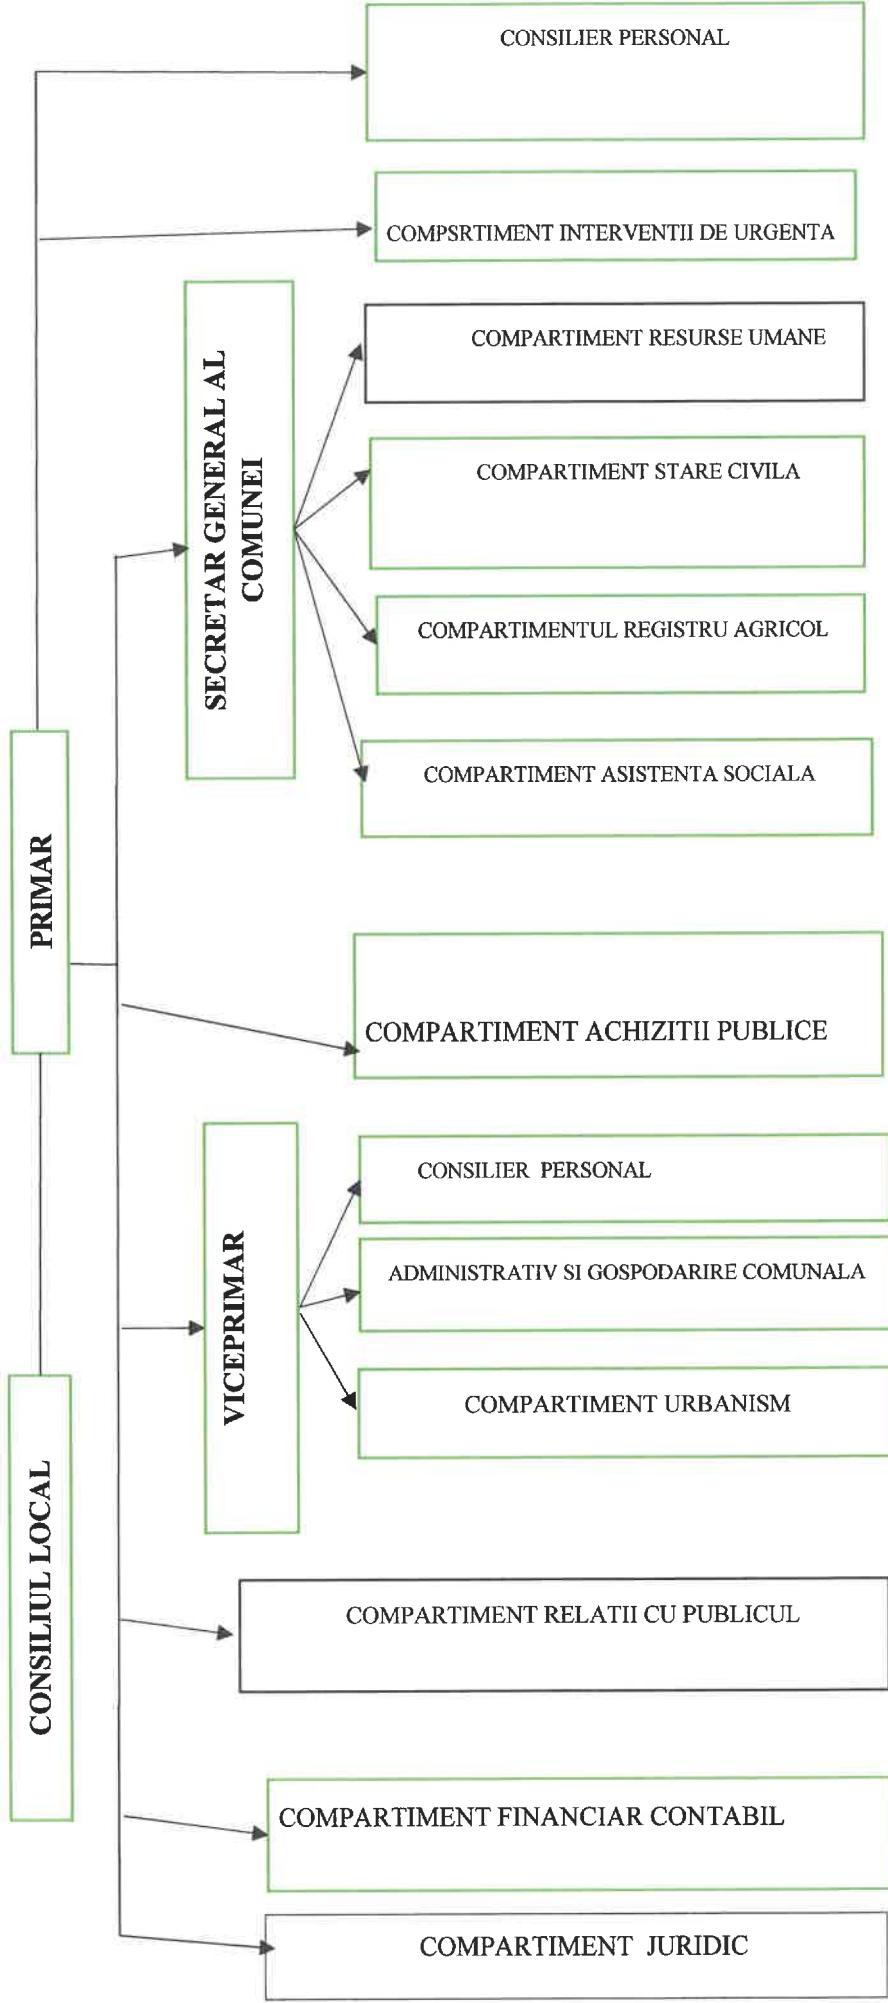 CONSILIER PERSONAL
COMPSRTIMENT INTERVENTII DE URGENTA
SECRETAR GENERAL AL
COMUNEI
COMPARTIMENT RESURSE UMANE
COMPARTIMENT STARE CIVILA
COMPARTIMENTUL REGISTRU AGRICOL
COMPARTIMENT ASISTENTA SOCIALA
PRIMAR
COMPARTIMENT ACHIZITII PUBLICE
VICEPRIMAR
CONSILIER PERSONAL
ADMINISTRATIV SI GOSPODARIRE COMUNALA
COMPARTIMENT URBANISM
CONSILIUL LOCAL
COMPARTIMENT RELATII CU PUBLICUL
COMPARTIMENT FINANCIAR CONTABIL
COMPARTIMENT JURIDIC